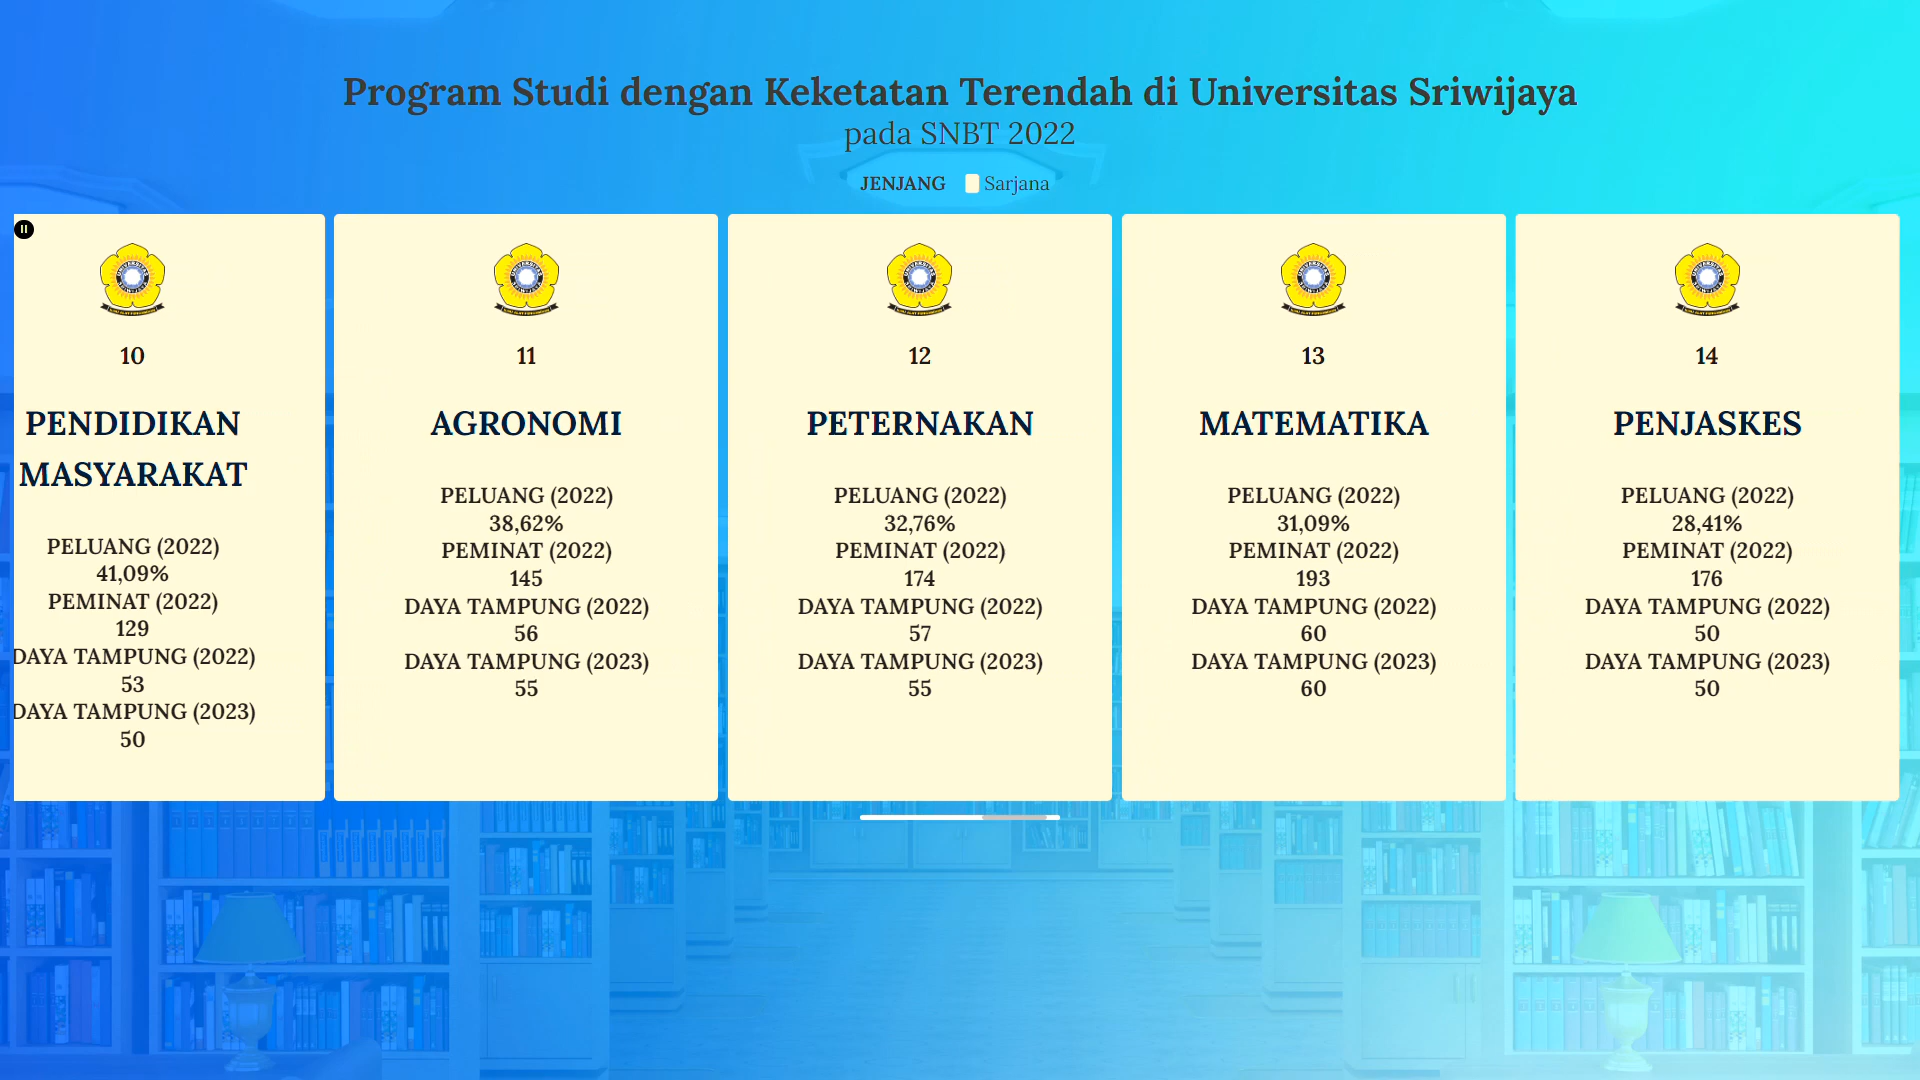 Program Studi dengan Keketatan Terendah di Universitas Sriwijaya
pada SNBT 2022
JENJANG Sarjana
10
PENDIDIKAN
MASYARAKAT
PELUANG (2022)
41,09%
PEMINAT (2022)
129
DAYA TAMPUNG (2022)
53
DAYA TAMPUNG (2023)
50
11
AGRONOMI
PELUANG (2022)
38,62%
PEMINAT (2022)
145
DAYA TAMPUNG (2022)
56
DAYA TAMPUNG (2023)
55
12
PETERNAKAN
PELUANG (2022)
32,76%
PEMINAT (2022)
174
DAYA TAMPUNG (2022)
57
DAYA TAMPUNG (2023)
55
13
MATEMATIKA
PELUANG (2022)
31,09%
PEMINAT (2022)
193
DAYA TAMPUNG (2022)
60
DAYA TAMPUNG (2023)
60
14
PENJASKES
PELUANG (2022)
28,41%
PEMINAT (2022)
176
DAYA TAMPUNG (2022)
50
DAYA TAMPUNG (2023)
50